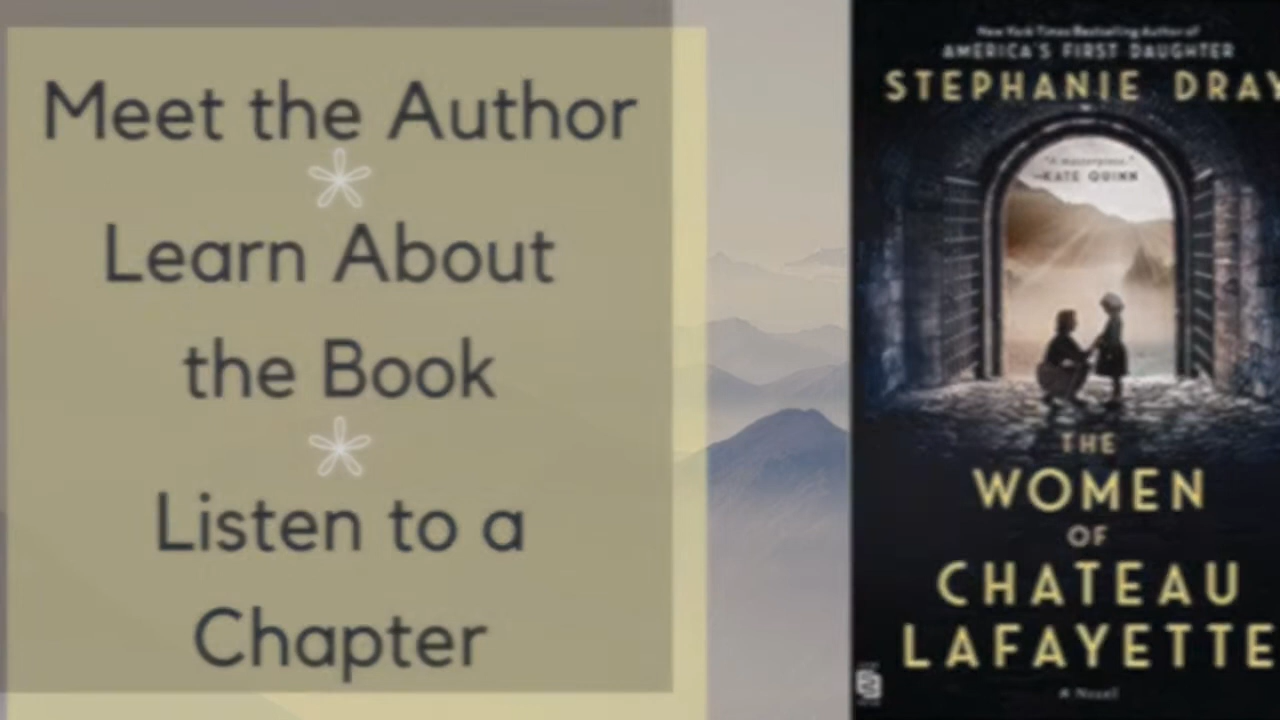 Meet the Author
Learn About
the Book
Listen to a
Chapter
New York Times Bestselling Author of
AMERICA'S FIRST DAUGHTER
STEPHANIE DRAY
"A masterpiece."
—KATE QUINN
THE
WOMEN
OF
CHATEAU
LAFAYETTE
A Novel